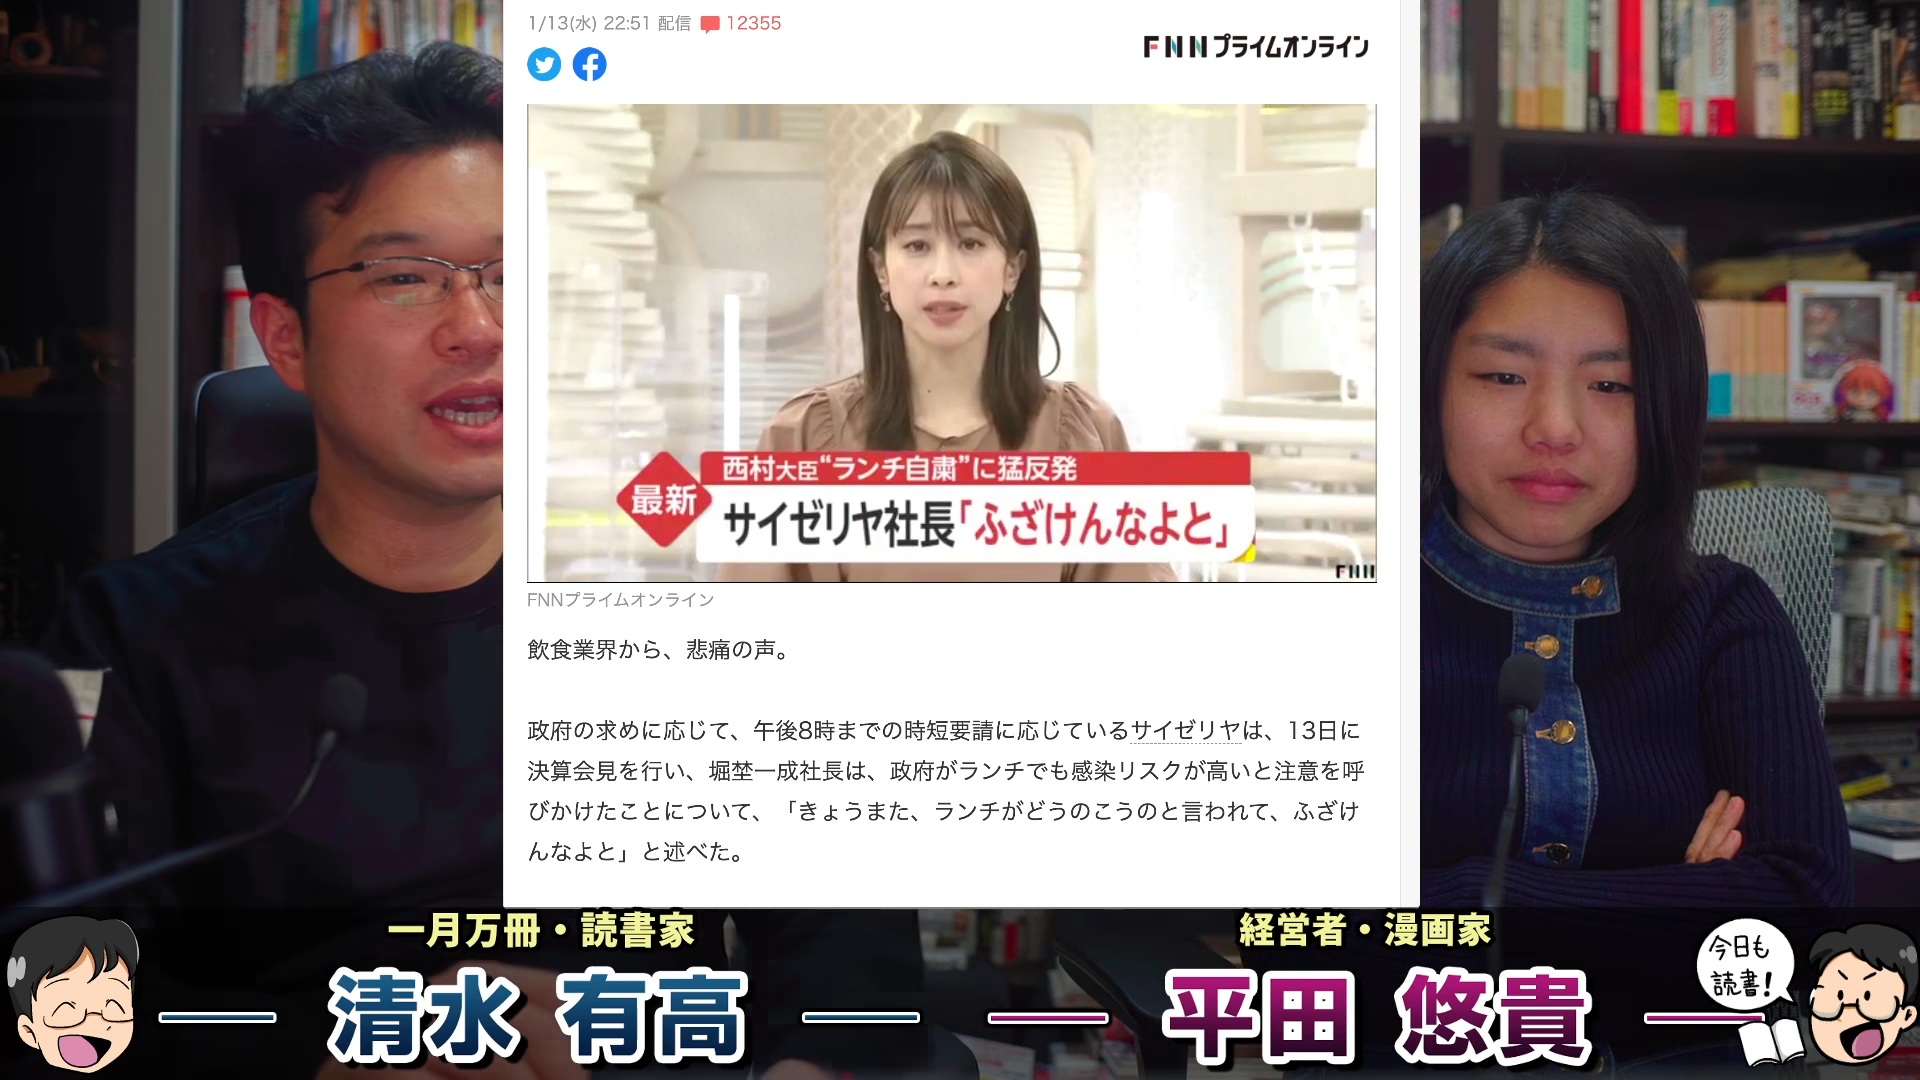 1/13(水) 22:51 配信 12355
FNNプライムオンライン
西村大臣“ランチ自粛”に猛反発
最新
サイゼリヤ社長「ふざけんなよと」
FNN
FNNプライムオンライン
飲食業界から、悲痛の声。
政府の求めに応じて、午後8時までの時短要請に応じているサイゼリヤは、13日に
決算会見を行い、堀埜一成社長は、政府がランチでも感染リスクが高いと注意を呼
びかけたことについて、「きょうまた、ランチがどうのこうのと言われて、ふざけ
んなよと」と述べた。
一月万冊・読書家
清水 有高
経営者・漫画家
平田 悠貴
今日も
読書!